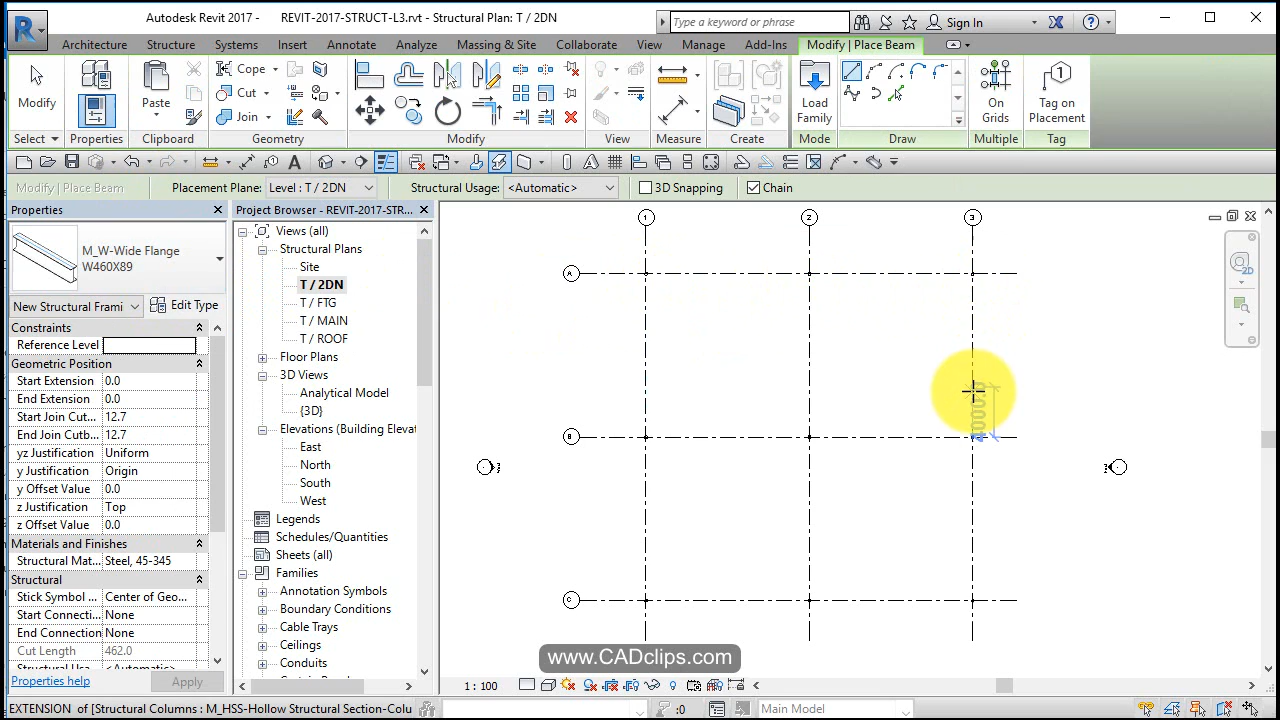 Autodesk Revit 2017 - REVIT-2017-STRUCT-L3.rvt - Structural Plan: T / 2DN
Type a keyword or phrase
Sign In
Architecture Structure Systems Insert Annotate Analyze Massing & Site Collaborate View Manage Add-Ins Modify | Place Beam
Modify
Paste
Cope
Cut
Join
Load Family
On Grids
Tag on Placement
Select Properties Clipboard Geometry Modify View Measure Create Mode Draw Multiple Tag
Modify | Place Beam Placement Plane: Level : T / 2DN Structural Usage: <Automatic> 3D Snapping Chain
Properties
M_W-Wide Flange
W460X89
New Structural Frami Edit Type
Constraints
Reference Level
Geometric Position
Start Extension 0.0
End Extension 0.0
Start Join Cutb... 12.7
End Join Cutb... 12.7
yz Justification Uniform
y Justification Origin
y Offset Value 0.0
z Justification Top
z Offset Value 0.0
Materials and Finishes
Structural Mat... Steel, 45-345
Structural
Stick Symbol ... Center of Geo...
Start Connecti... None
End Connection None
Cut Length 462.0
Structural Usa... <Automatic>
Properties help Apply
Project Browser - REVIT-2017-STR...
Views (all)
Structural Plans
Site
T / 2DN
T / FTG
T / MAIN
T / ROOF
Floor Plans
3D Views
Analytical Model
{3D}
Elevations (Building Elevat
East
North
South
West
Legends
Schedules/Quantities
Sheets (all)
Families
Annotation Symbols
Boundary Conditions
Cable Trays
Ceilings
Conduits
1 2 3
A
B
C
2D
www.CADclips.com
1 : 100
EXTENSION of [Structural Columns : M_HSS-Hollow Structural Section-Colu
:0
Main Model